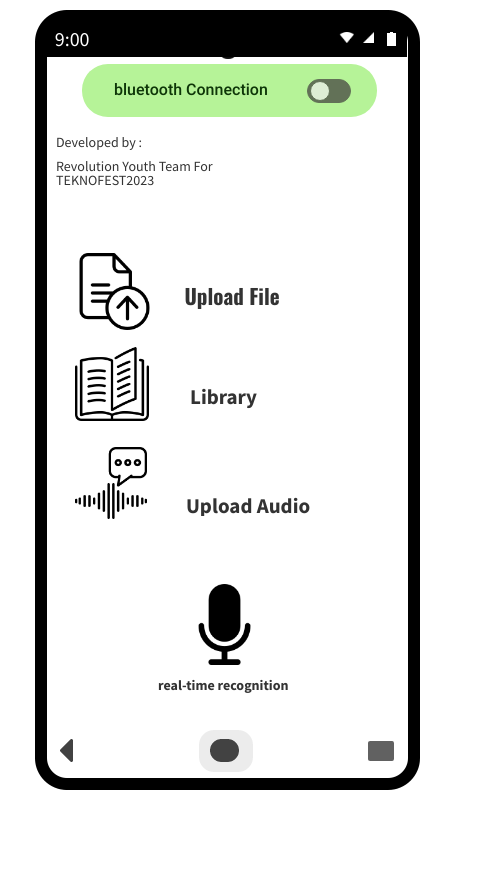 9:00
bluetooth Connection
Developed by :
Revolution Youth Team For
TEKNOFEST2023
Upload File
Library
Upload Audio
real-time recognition